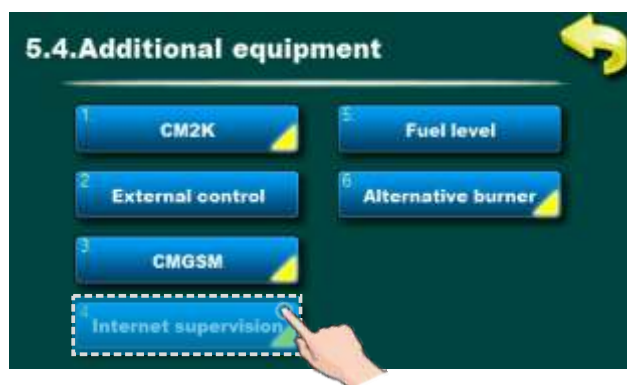 5.4.Additional equipment
1
CM2K
2
External control
3
CMGSM
4
Internet supervision
5
Fuel level
6
Alternative burner